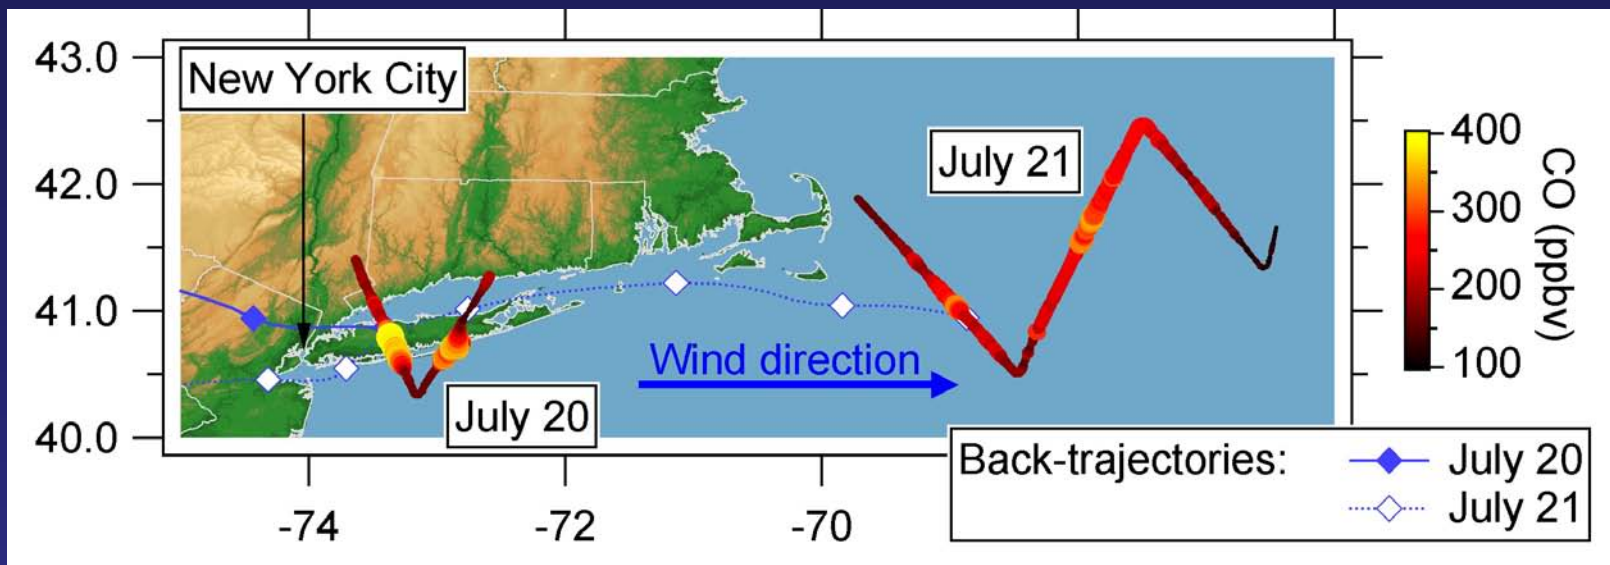 43.0
42.0
41.0
40.0
New York City
July 21
July 20
Wind direction
-74
-72
-70
400
300
200
100
CO (ppbv)
Back-trajectories:
July 20
July 21